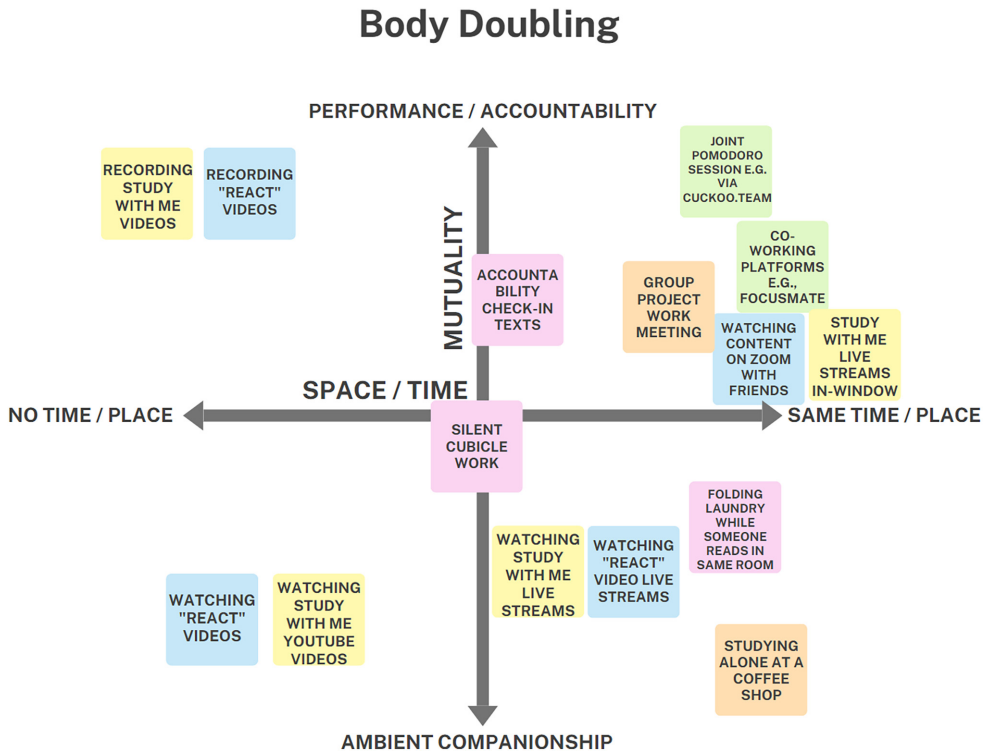 Body Doubling
PERFORMANCE / ACCOUNTABILITY
RECORDING
STUDY
WITH ME
VIDEOS
RECORDING
"REACT"
VIDEOS
JOINT
POMODORO
SESSION E.G.
VIA
CUCKOO.TEAM
MUTUALITY
ACCOUNTA
BILITY
CHECK-IN
TEXTS
GROUP
PROJECT
WORK
MEETING
CO-
WORKING
PLATFORMS
E.G.,
FOCUSMATE
WATCHING
CONTENT
ON ZOOM
WITH
FRIENDS
STUDY
WITH ME
LIVE
STREAMS
IN-WINDOW
SPACE / TIME
NO TIME / PLACE
SAME TIME / PLACE
SILENT
CUBICLE
WORK
FOLDING
LAUNDRY
WHILE
SOMEONE
READS IN
SAME ROOM
WATCHING
STUDY
WITH ME
LIVE
STREAMS
WATCHING
"REACT"
VIDEO LIVE
STREAMS
WATCHING
"REACT"
VIDEOS
WATCHING
STUDY
WITH ME
YOUTUBE
VIDEOS
STUDYING
ALONE AT A
COFFEE
SHOP
AMBIENT COMPANIONSHIP